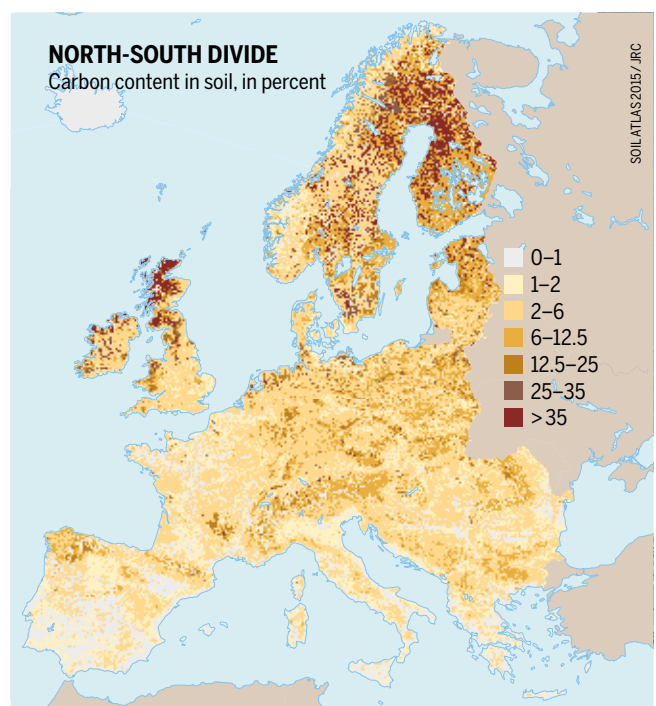 NORTH-SOUTH DIVIDE
Carbon content in soil, in percent
SOIL ATLAS 2015 / JRC
0–1
1–2
2–6
6–12.5
12.5–25
25–35
> 35